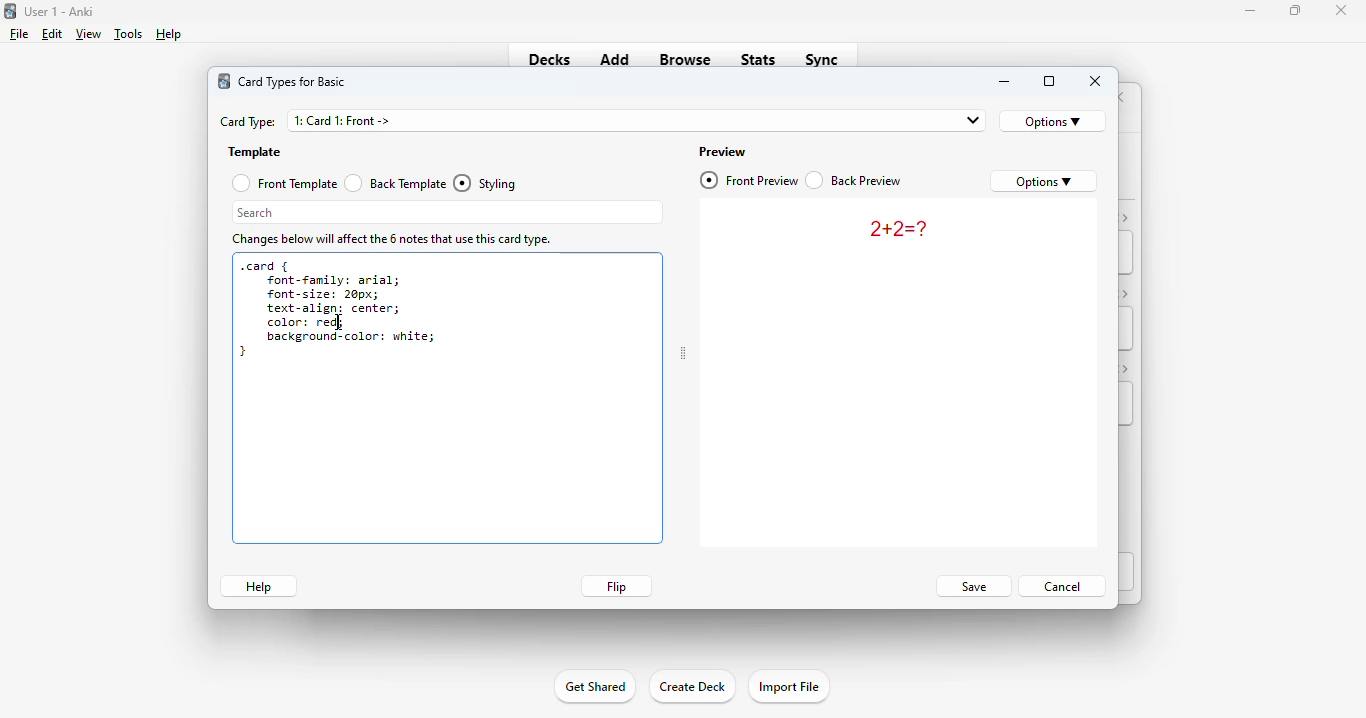 User 1 - Anki
File Edit View Tools Help
Decks Add Browse Stats Sync
Card Types for Basic
Card Type: 1: Card 1: Front -> Options ▼
Template Preview
Front Template Back Template Styling Front Preview Back Preview Options ▼
Search
Changes below will affect the 6 notes that use this card type.
.card {
    font-family: arial;
    font-size: 20px;
    text-align: center;
    color: red;
    background-color: white;
}
2+2=?
Help Flip Save Cancel
Get Shared Create Deck Import File